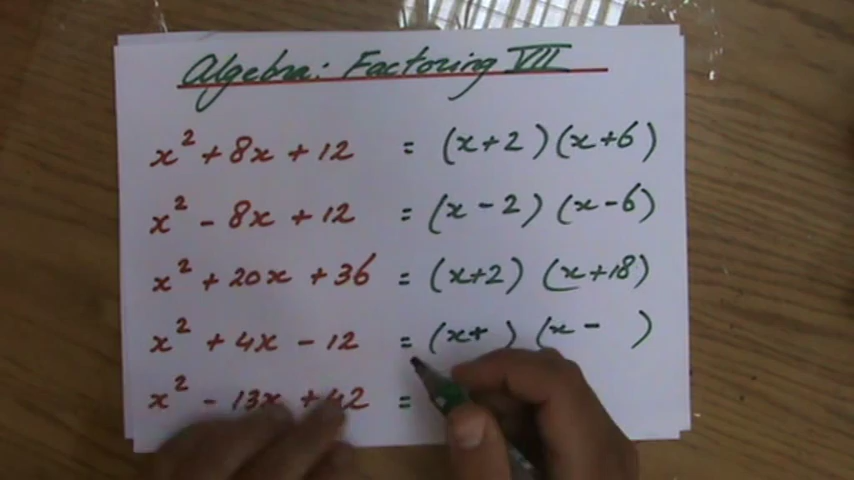 Algebra: Factoring VII
x² + 8x + 12 = (x+2)(x+6)
x² - 8x + 12 = (x-2)(x-6)
x² + 20x + 36 = (x+2)(x+18)
x² + 4x - 12 = (x+ )(x- )
x² - 13x + 42 =